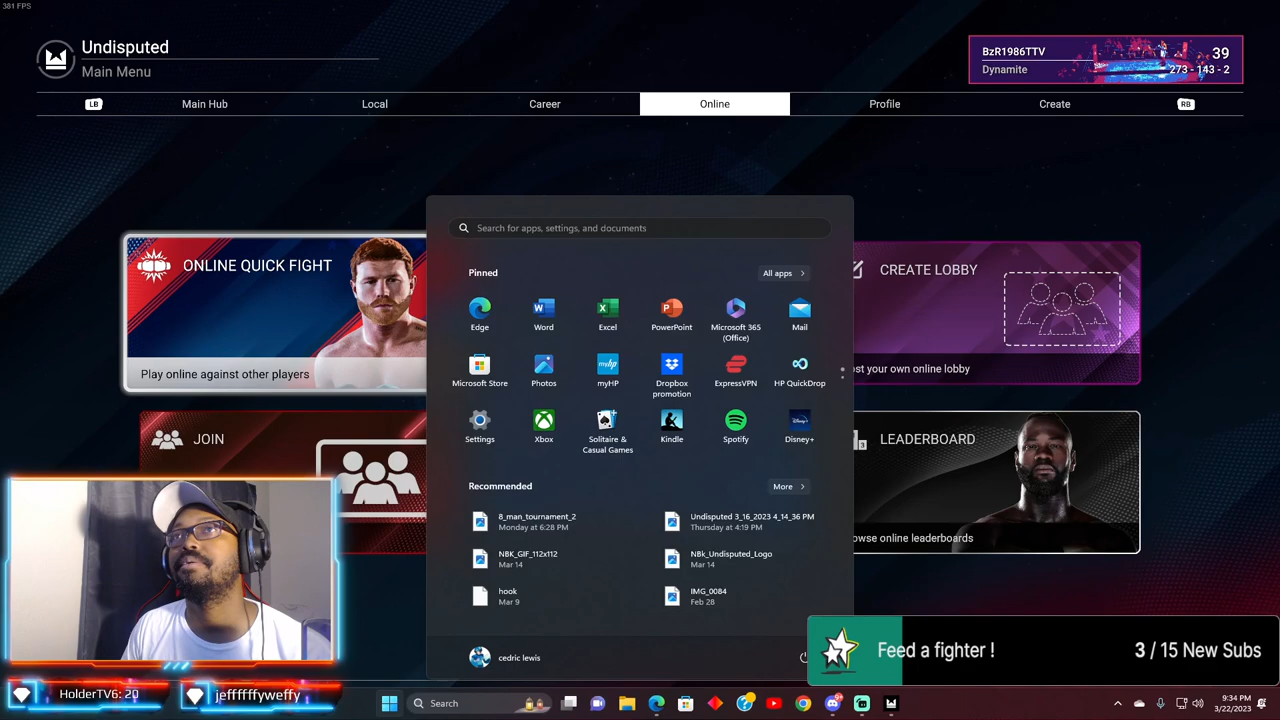 381 FPS
Undisputed
Main Menu
BzR1986TTV
39
Dynamite
273 - 143 - 2
LB
Main Hub
Local
Career
Online
Profile
Create
RB
ONLINE QUICK FIGHT
Play online against other players
JOIN
CREATE LOBBY
st your own online lobby
LEADERBOARD
owse online leaderboards
Search for apps, settings, and documents
Pinned
All apps
Edge
Word
Excel
PowerPoint
Microsoft 365
(Office)
Mail
Microsoft Store
Photos
myHP
Dropbox
promotion
ExpressVPN
HP QuickDrop
Settings
Xbox
Solitaire &
Casual Games
Kindle
Spotify
Disney+
Recommended
More
8_man_tournament_2
Monday at 6:28 PM
Undisputed 3_16_2023 4_14_36 PM
Thursday at 4:19 PM
NBK_GIF_112x112
Mar 14
NBk_Undisputed_Logo
Mar 14
hook
Mar 9
IMG_0084
Feb 28
cedric lewis
Feed a fighter !
3 / 15 New Subs
HolderTV6: 20
jeffffffyweffy
Search
9:34 PM
3/22/2023